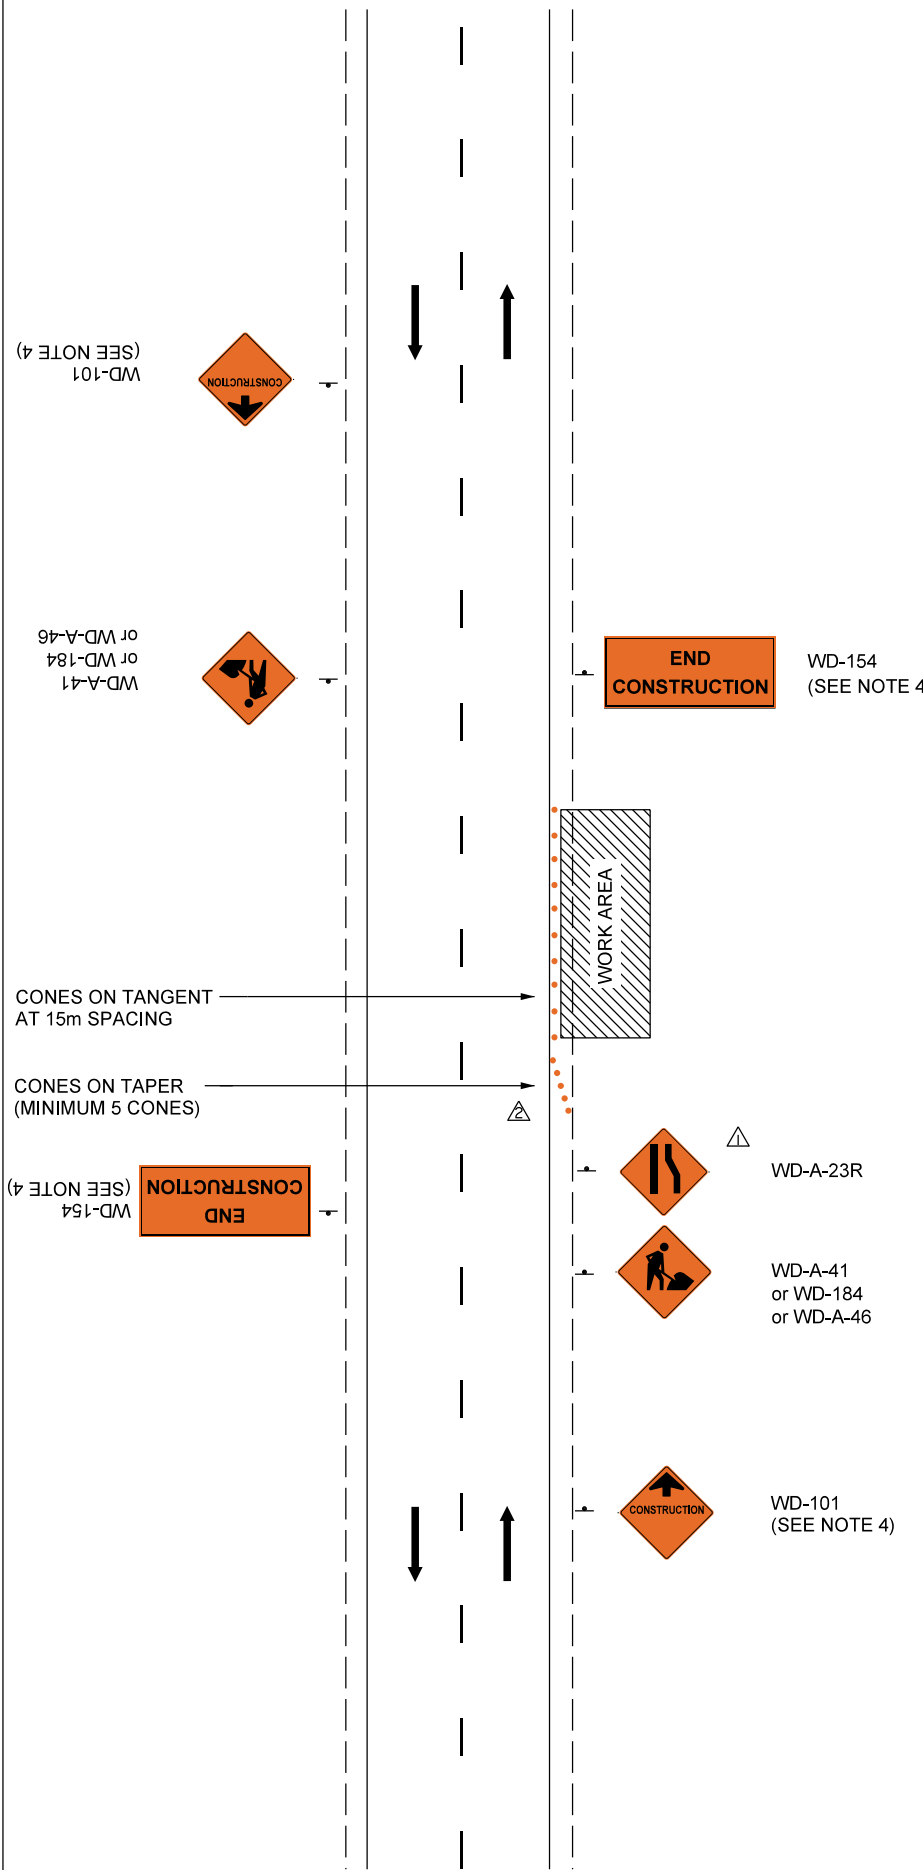 WD-101
(SEE NOTE 4)
CONSTRUCTION
WD-A-41
or WD-184
or WD-A-46
END
CONSTRUCTION
WD-154
(SEE NOTE 4
WORK AREA
CONES ON TANGENT
AT 15m SPACING
CONES ON TAPER
(MINIMUM 5 CONES)
2
1
WD-A-23R
END
CONSTRUCTION
WD-154
(SEE NOTE 4)
WD-A-41
or WD-184
or WD-A-46
CONSTRUCTION
WD-101
(SEE NOTE 4)